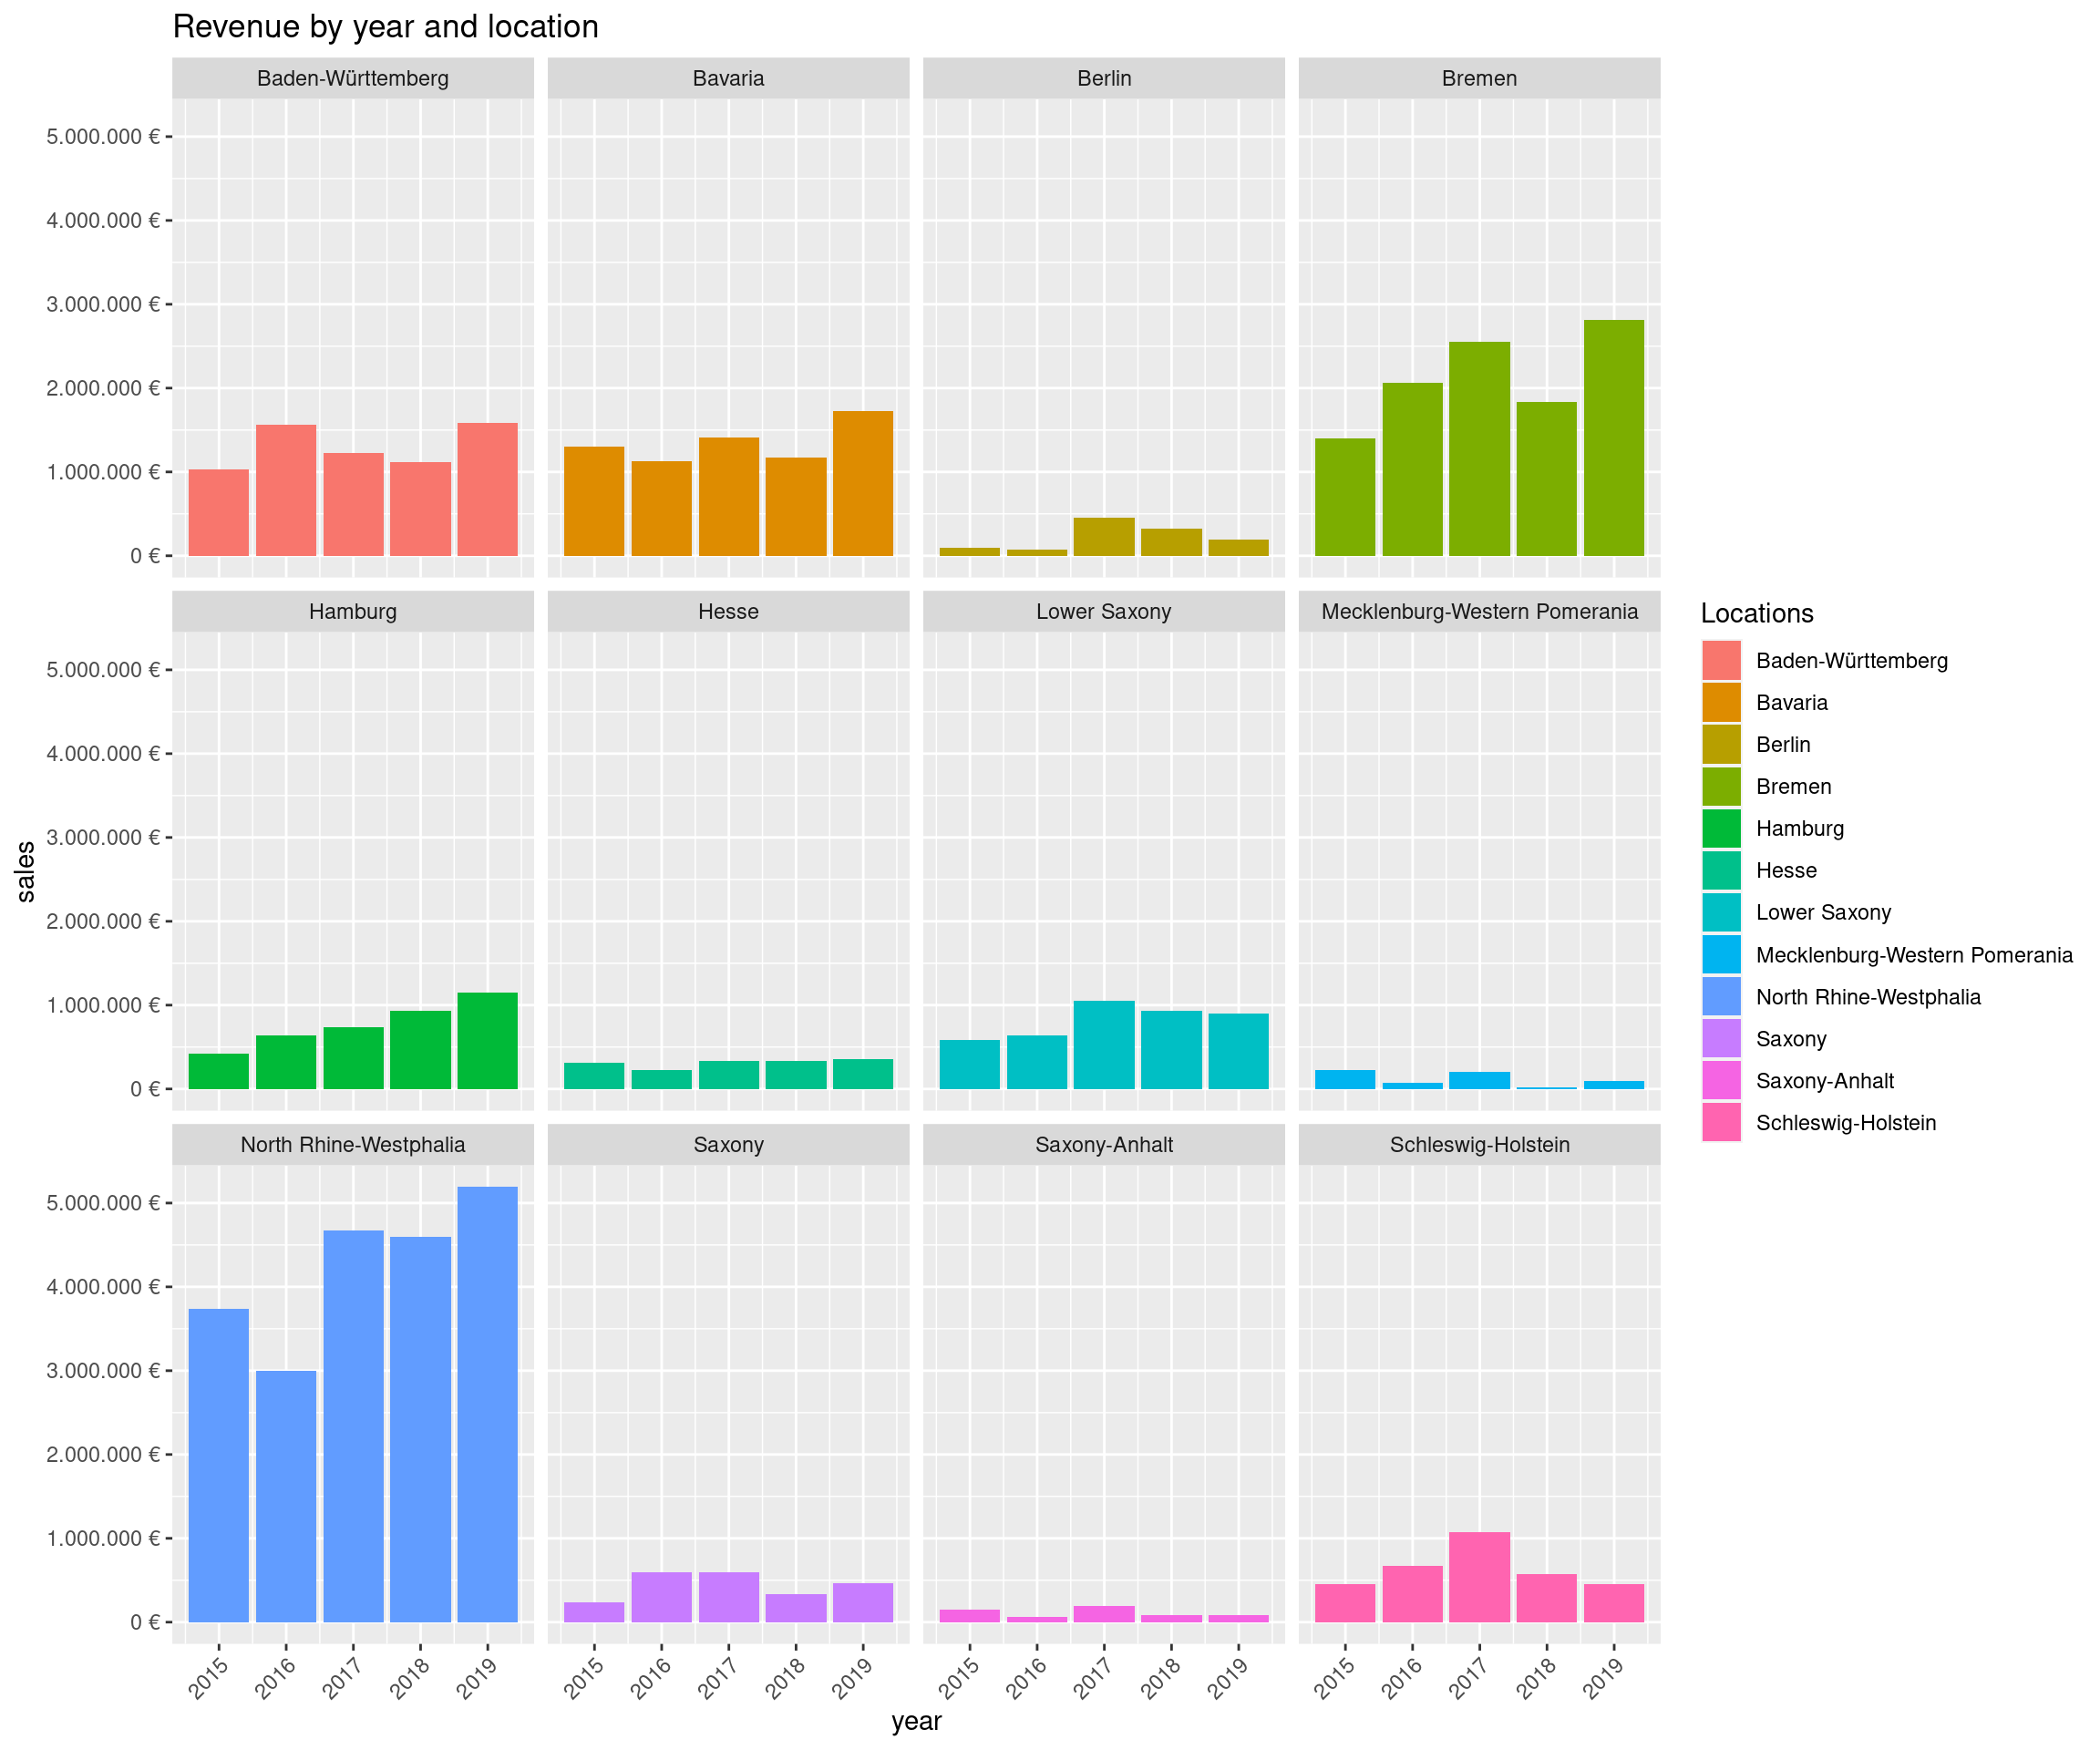 Revenue by year and location
Baden-Württemberg
Bavaria
Berlin
Bremen
5.000.000 €
4.000.000 €
3.000.000 €
2.000.000 €
1.000.000 €
0 €
Hamburg
Hesse
Lower Saxony
Mecklenburg-Western Pomerania
5.000.000 €
4.000.000 €
3.000.000 €
2.000.000 €
1.000.000 €
0 €
North Rhine-Westphalia
Saxony
Saxony-Anhalt
Schleswig-Holstein
5.000.000 €
4.000.000 €
3.000.000 €
2.000.000 €
1.000.000 €
0 €
2015 2016 2017 2018 2019
2015 2016 2017 2018 2019
2015 2016 2017 2018 2019
2015 2016 2017 2018 2019
year
sales
Locations
Baden-Württemberg
Bavaria
Berlin
Bremen
Hamburg
Hesse
Lower Saxony
Mecklenburg-Western Pomerania
North Rhine-Westphalia
Saxony
Saxony-Anhalt
Schleswig-Holstein